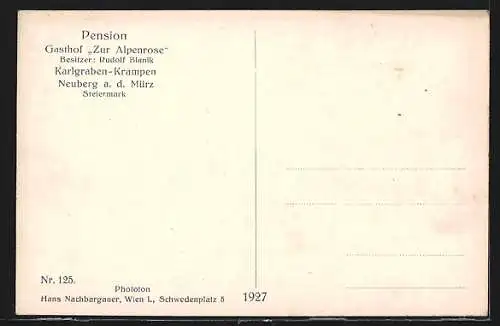 Pension
Gasthof „Zur Alpenrose“
Besitzer: Rudolf Blanik
Karlgraben-Krampen
Neuberg a. d. Mürz
Steiermark
Nr. 125.
Phototon
Hans Nachbargauer, Wien I., Schwedenplatz 5
1927